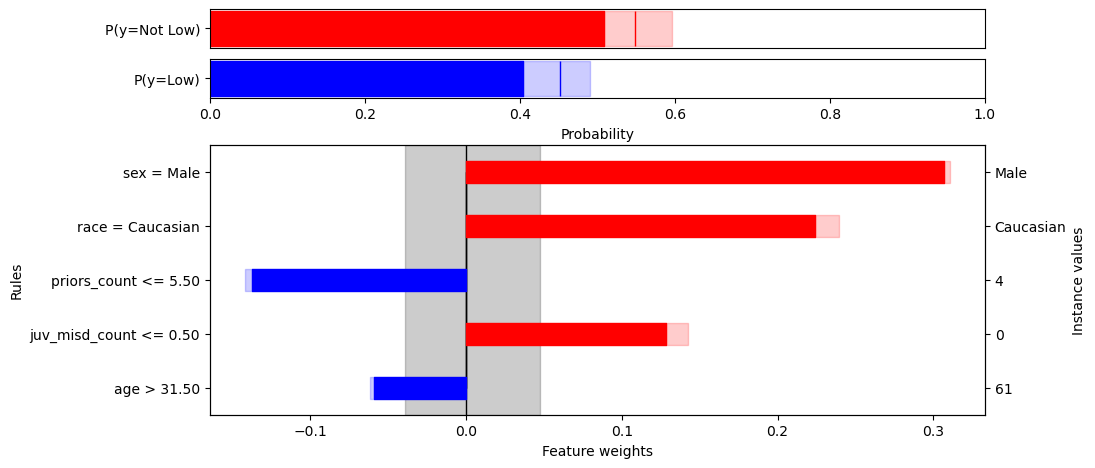 P(y=Not Low)
P(y=Low)
0.0 0.2 0.4 0.6 0.8 1.0
Probability
sex = Male Male
race = Caucasian Caucasian
priors_count <= 5.50 4
juv_misd_count <= 0.50 0
age > 31.50 61
Rules
Instance values
−0.1 0.0 0.1 0.2 0.3
Feature weights